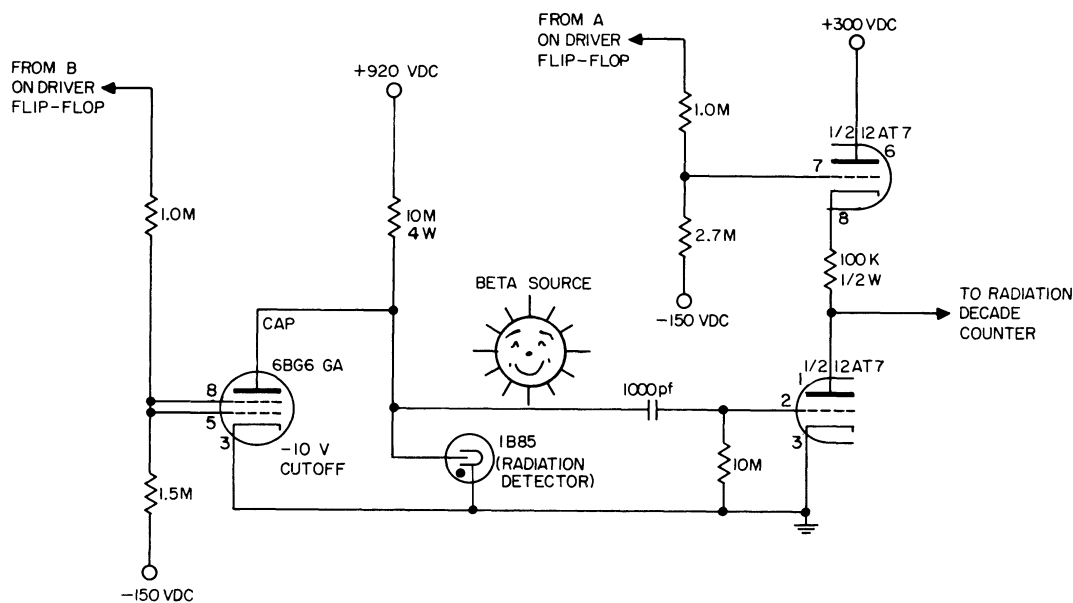 FROM B
ON DRIVER
FLIP-FLOP
+920 VDC
FROM A
ON DRIVER
FLIP-FLOP
+300 VDC
1.0M
1/2 12AT7
6
7
8
1.0M
10M
4W
2.7M
100K
1/2W
BETA SOURCE
-150 VDC
TO RADIATION
DECADE
COUNTER
CAP
6BG6 GA
8
5
3
-10 V
CUTOFF
1000pf
1/2 12AT7
1
2
3
1B85
(RADIATION
DETECTOR)
10M
1.5M
-150 VDC